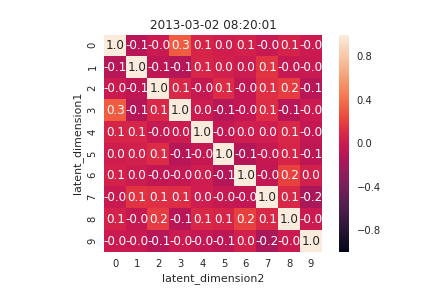 2013-03-02 08:20:01
0 1.0 -0.1 -0.0 0.3 0.1 0.0 0.1 -0.0 0.1 -0.0
1 -0.1 1.0 -0.1 -0.1 0.1 0.0 0.0 0.1 -0.0 -0.0
2 -0.0 -0.1 1.0 0.1 -0.0 0.1 -0.0 0.1 0.2 -0.1
3 0.3 -0.1 0.1 1.0 0.0 -0.1 -0.0 0.1 -0.1 -0.0
4 0.1 0.1 -0.0 0.0 1.0 -0.0 0.0 0.0 0.1 -0.0
5 0.0 0.0 0.1 -0.1 -0.0 1.0 -0.1 -0.0 0.1 -0.1
6 0.1 0.0 -0.0 -0.0 0.0 -0.1 1.0 -0.0 0.2 0.0
7 -0.0 0.1 0.1 0.1 0.0 -0.0 -0.0 1.0 0.1 -0.2
8 0.1 -0.0 0.2 -0.1 0.1 0.1 0.2 0.1 1.0 -0.0
9 -0.0 -0.0 -0.1 -0.0 -0.0 -0.1 0.0 -0.2 -0.0 1.0
0 1 2 3 4 5 6 7 8 9
latent_dimension2
latent_dimension1
0.8
0.4
0.0
−0.4
−0.8